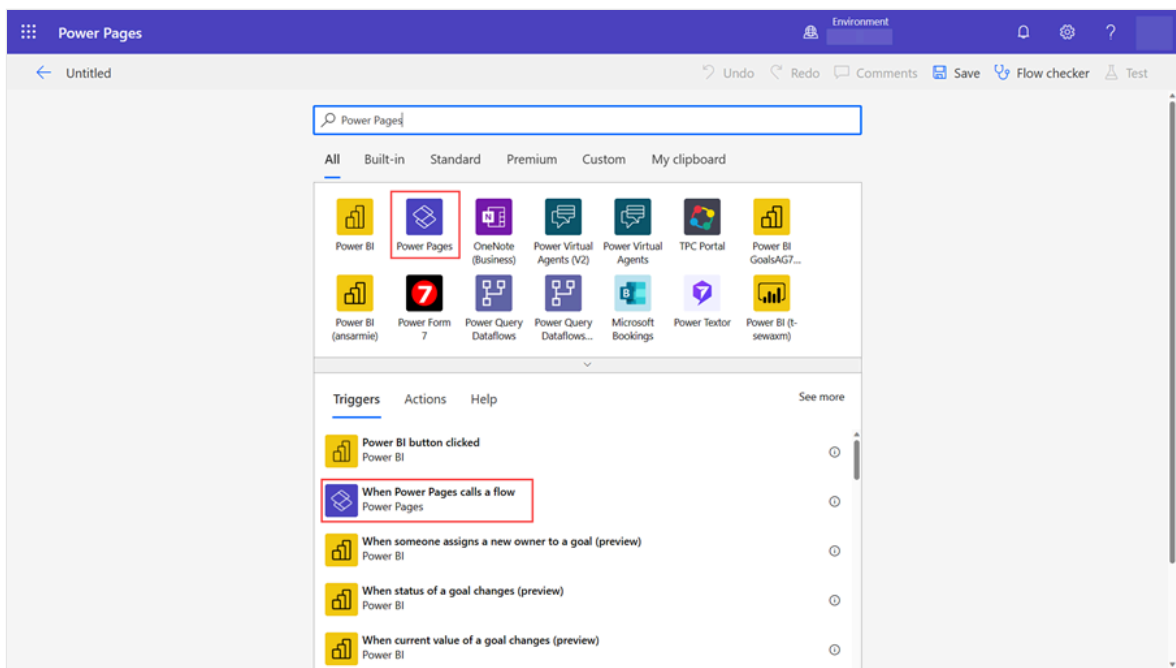 Power Pages
Environment
Untitled
Undo
Redo
Comments
Save
Flow checker
Test
Power Pages
All
Built-in
Standard
Premium
Custom
My clipboard
Power BI
Power Pages
OneNote
(Business)
Power Virtual
Agents (V2)
Power Virtual
Agents
TPC Portal
Power BI
GoalsAG7...
Power BI
(ansarmie)
Power Form
7
Power Query
Dataflows
Power Query
Dataflows...
Microsoft
Bookings
Power Textor
Power BI (t-
sewaxm)
Triggers
Actions
Help
See more
Power BI button clicked
Power BI
When Power Pages calls a flow
Power Pages
When someone assigns a new owner to a goal (preview)
Power BI
When status of a goal changes (preview)
Power BI
When current value of a goal changes (preview)
Power BI